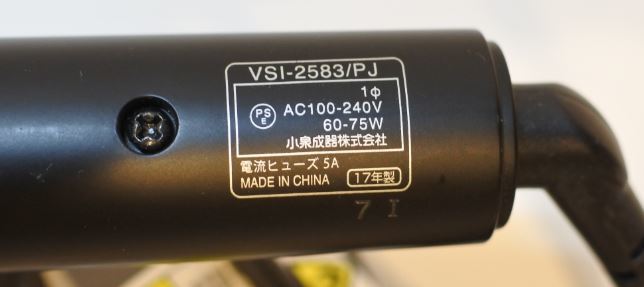 VSI-2583/PJ
1φ
PS E AC100-240V
60-75W
小泉成器株式会社
電流ヒューズ 5A
MADE IN CHINA 17年製
7 I